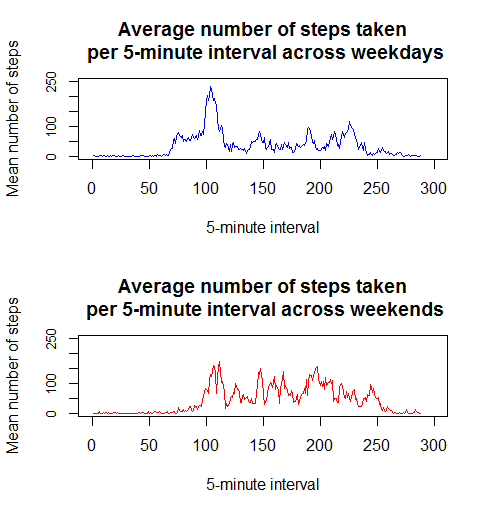 Average number of steps taken
per 5-minute interval across weekdays
Mean number of steps
250
100
0
0 50 100 150 200 250 300
5-minute interval
Average number of steps taken
per 5-minute interval across weekends
Mean number of steps
250
100
0
0 50 100 150 200 250 300
5-minute interval